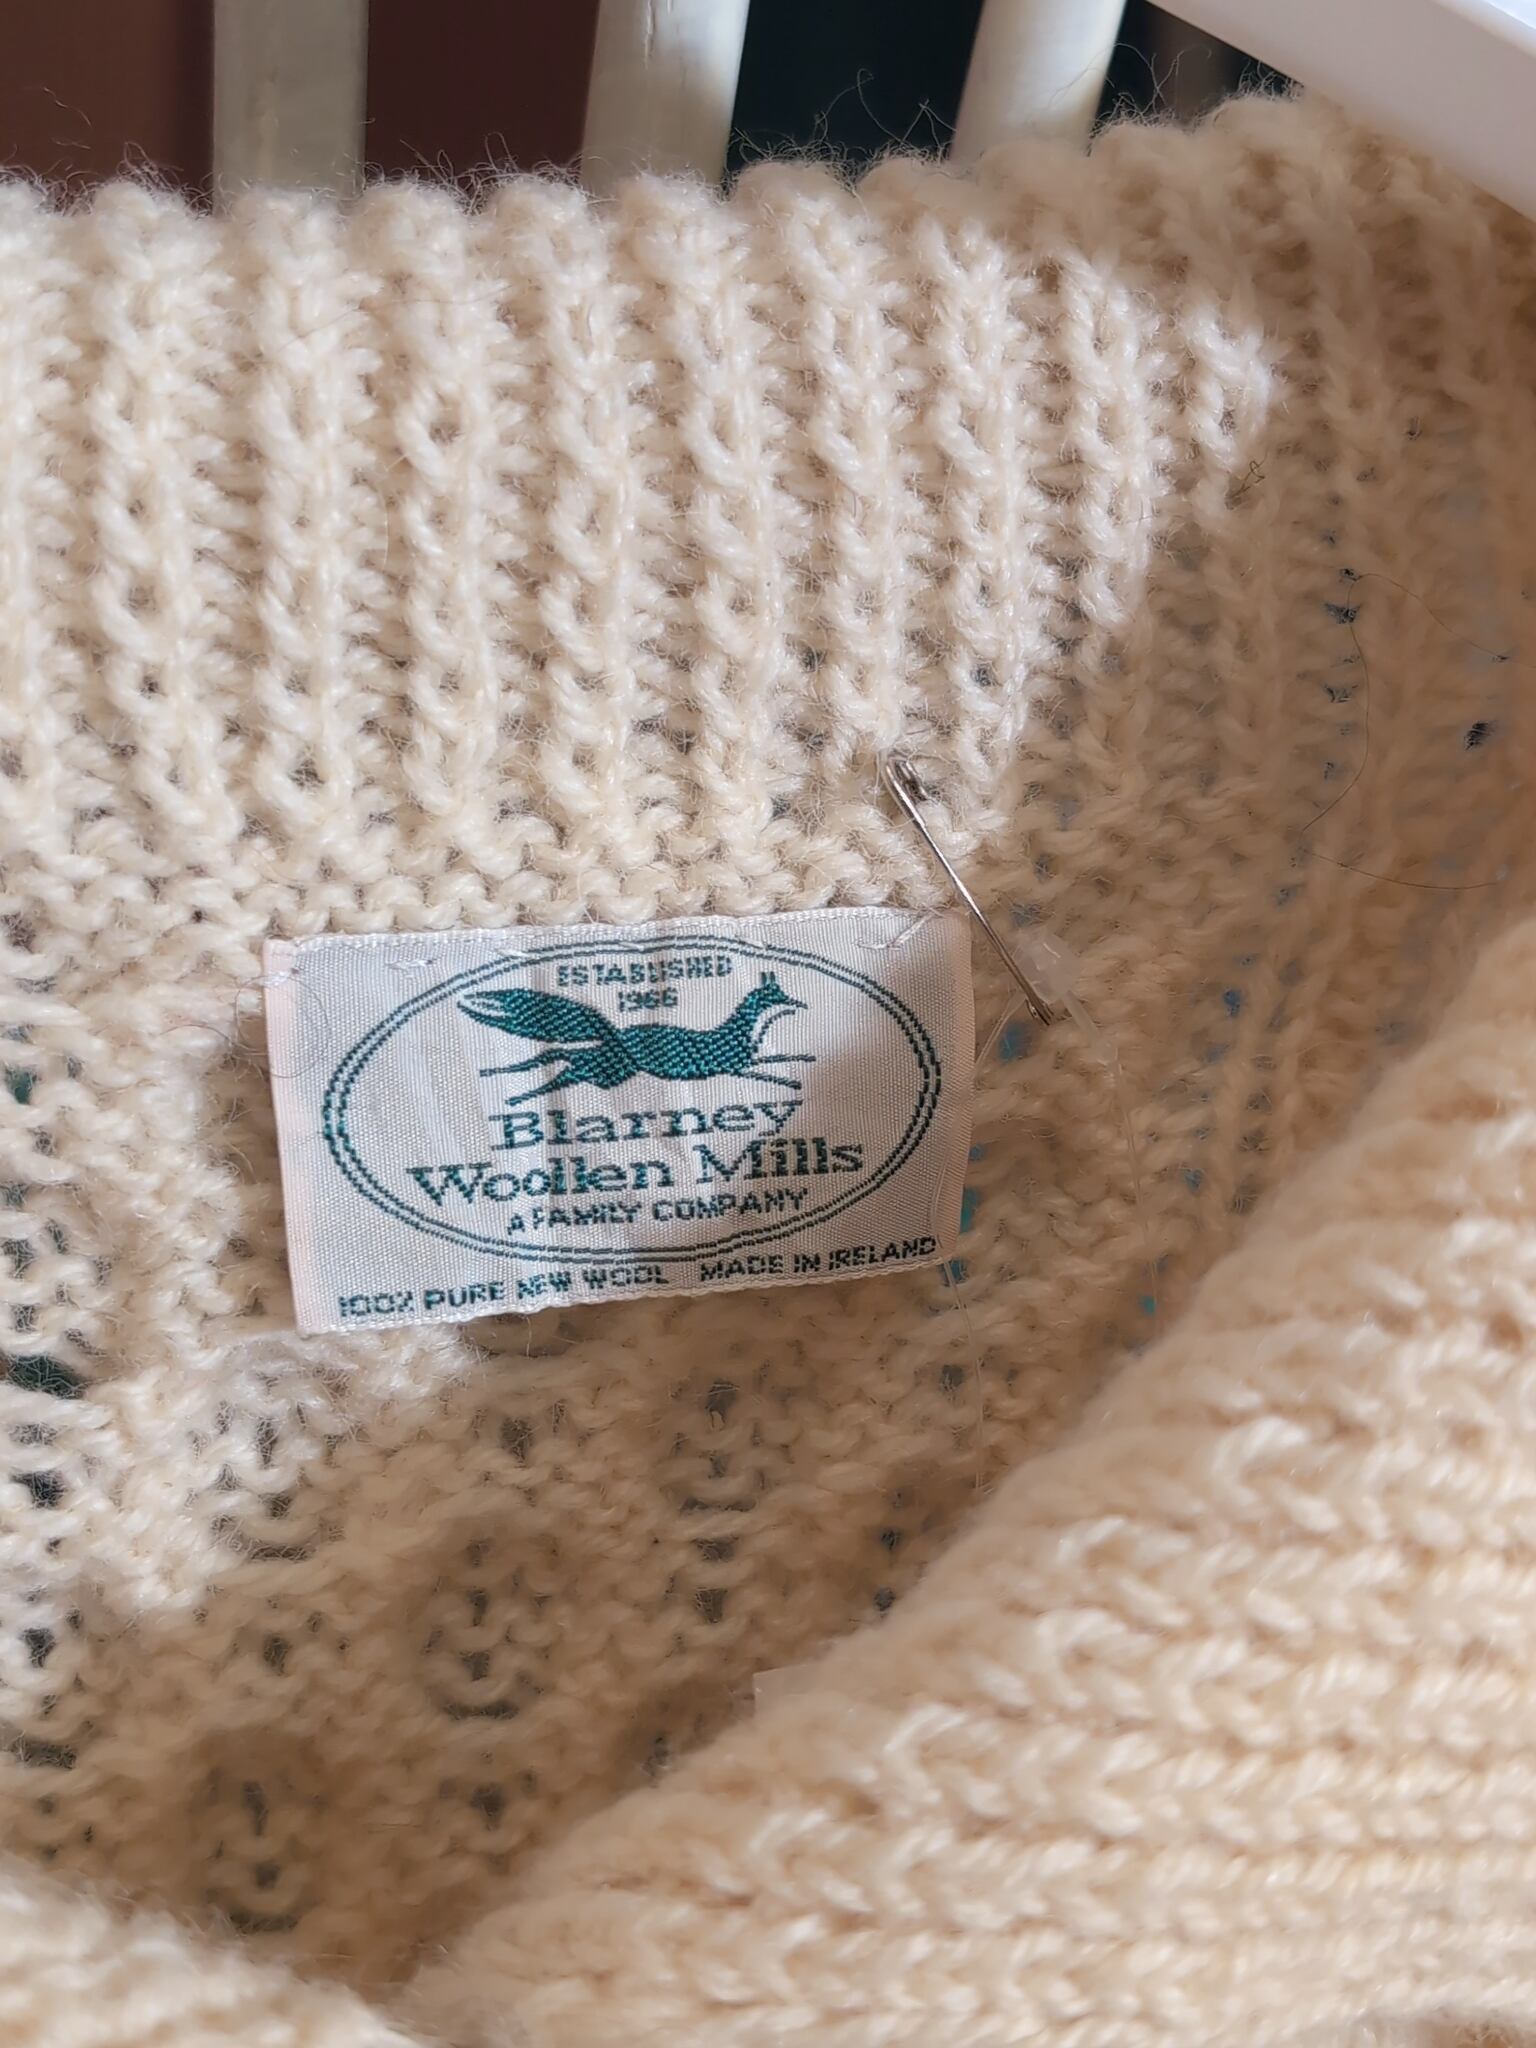 ESTABLISHED
1966
Blarney
Woollen Mills
A FAMILY COMPANY
100% PURE NEW WOOL MADE IN IRELAND